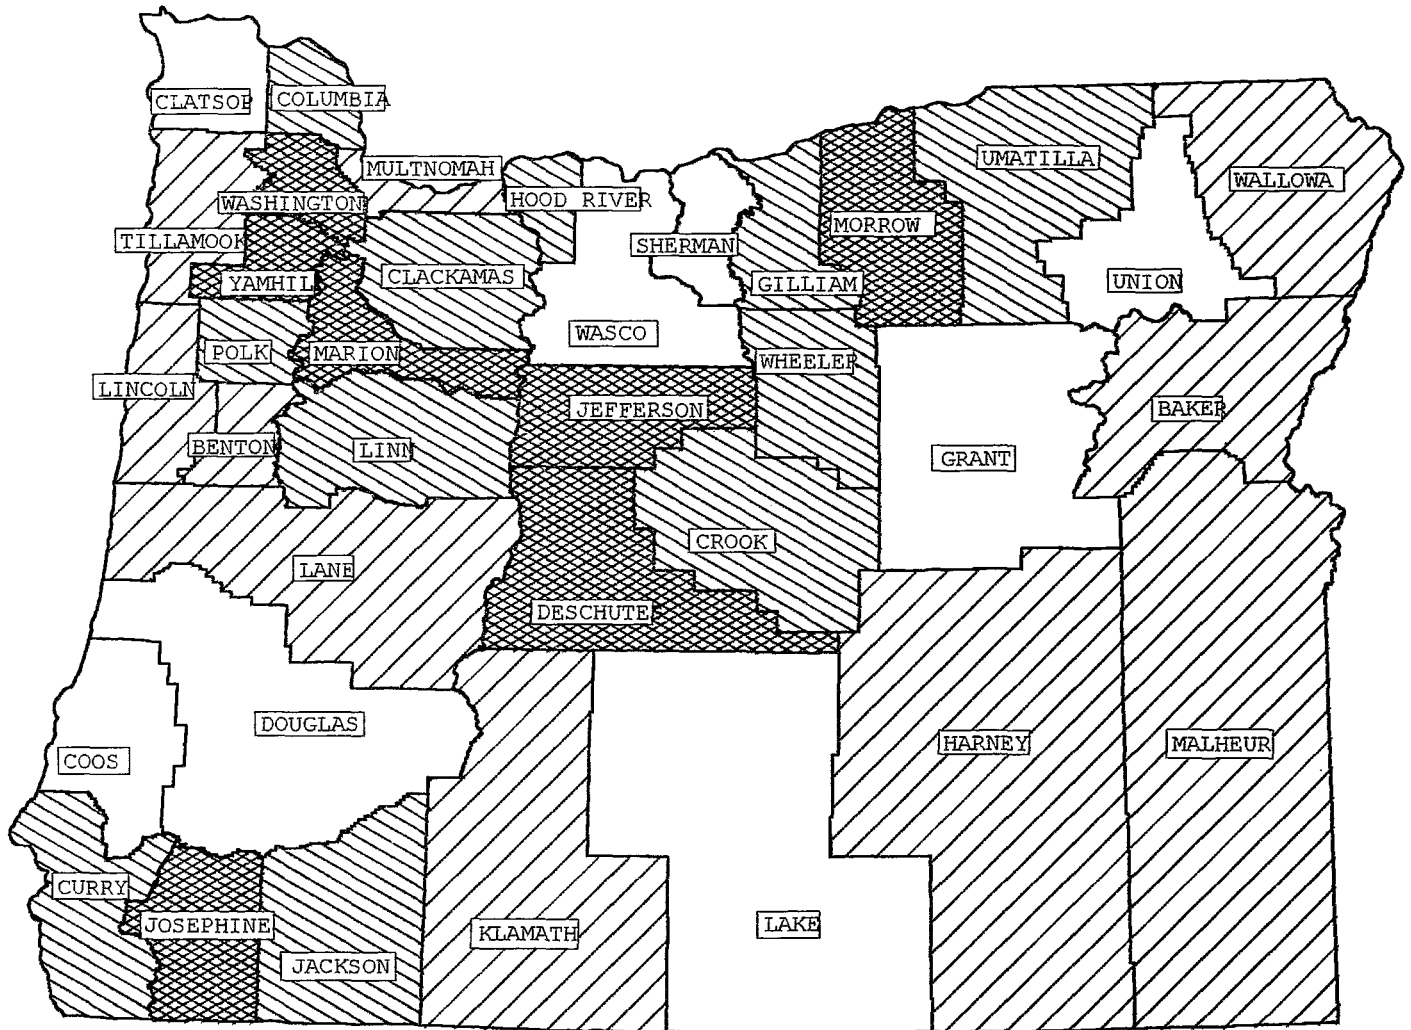 CLATSOP
COLUMBIA
MULTNOMAH
UMATILLA
WALLOWA
WASHINGTON
HOOD RIVER
MORROW
TILLAMOOK
SHERMAN
YAMHIL
CLACKAMAS
GILLIAM
UNION
WASCO
POLK
MARION
WHEELER
LINCOLN
JEFFERSON
BAKER
BENTON
LINN
GRANT
CROOK
LANE
DESCHUTE
DOUGLAS
HARNEY
MALHEUR
COOS
CURRY
JOSEPHINE
KLAMATH
LAKE
JACKSON